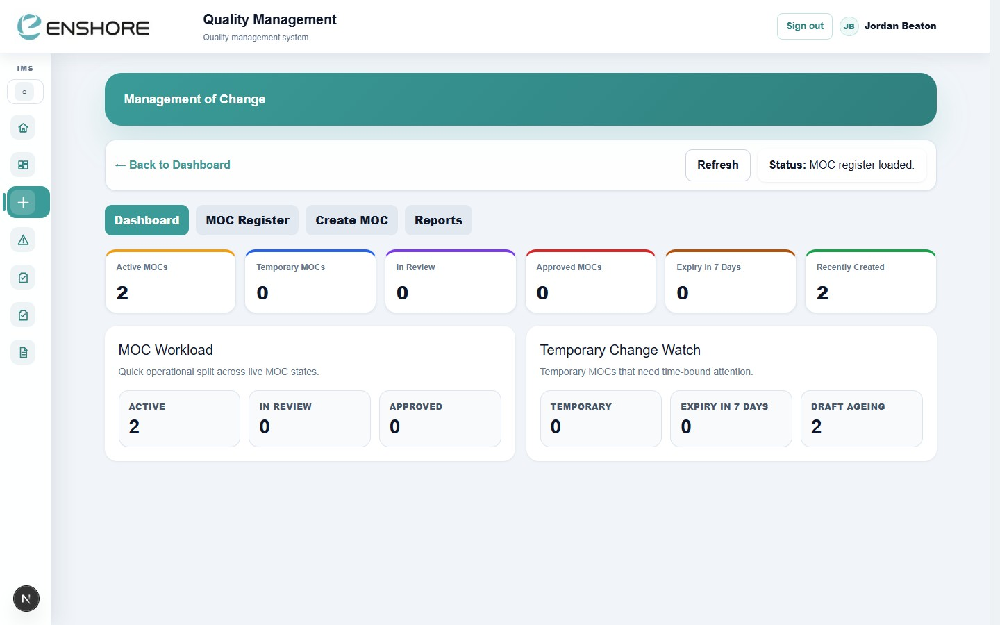 ENSHORE
Quality Management
Quality management system
Sign out
JB
Jordan Beaton
IMS
Management of Change
← Back to Dashboard
Refresh
Status: MOC register loaded.
Dashboard
MOC Register
Create MOC
Reports
Active MOCs
2
Temporary MOCs
0
In Review
0
Approved MOCs
0
Expiry in 7 Days
0
Recently Created
2
MOC Workload
Quick operational split across live MOC states.
ACTIVE
2
IN REVIEW
0
APPROVED
0
Temporary Change Watch
Temporary MOCs that need time-bound attention.
TEMPORARY
0
EXPIRY IN 7 DAYS
0
DRAFT AGEING
2
N